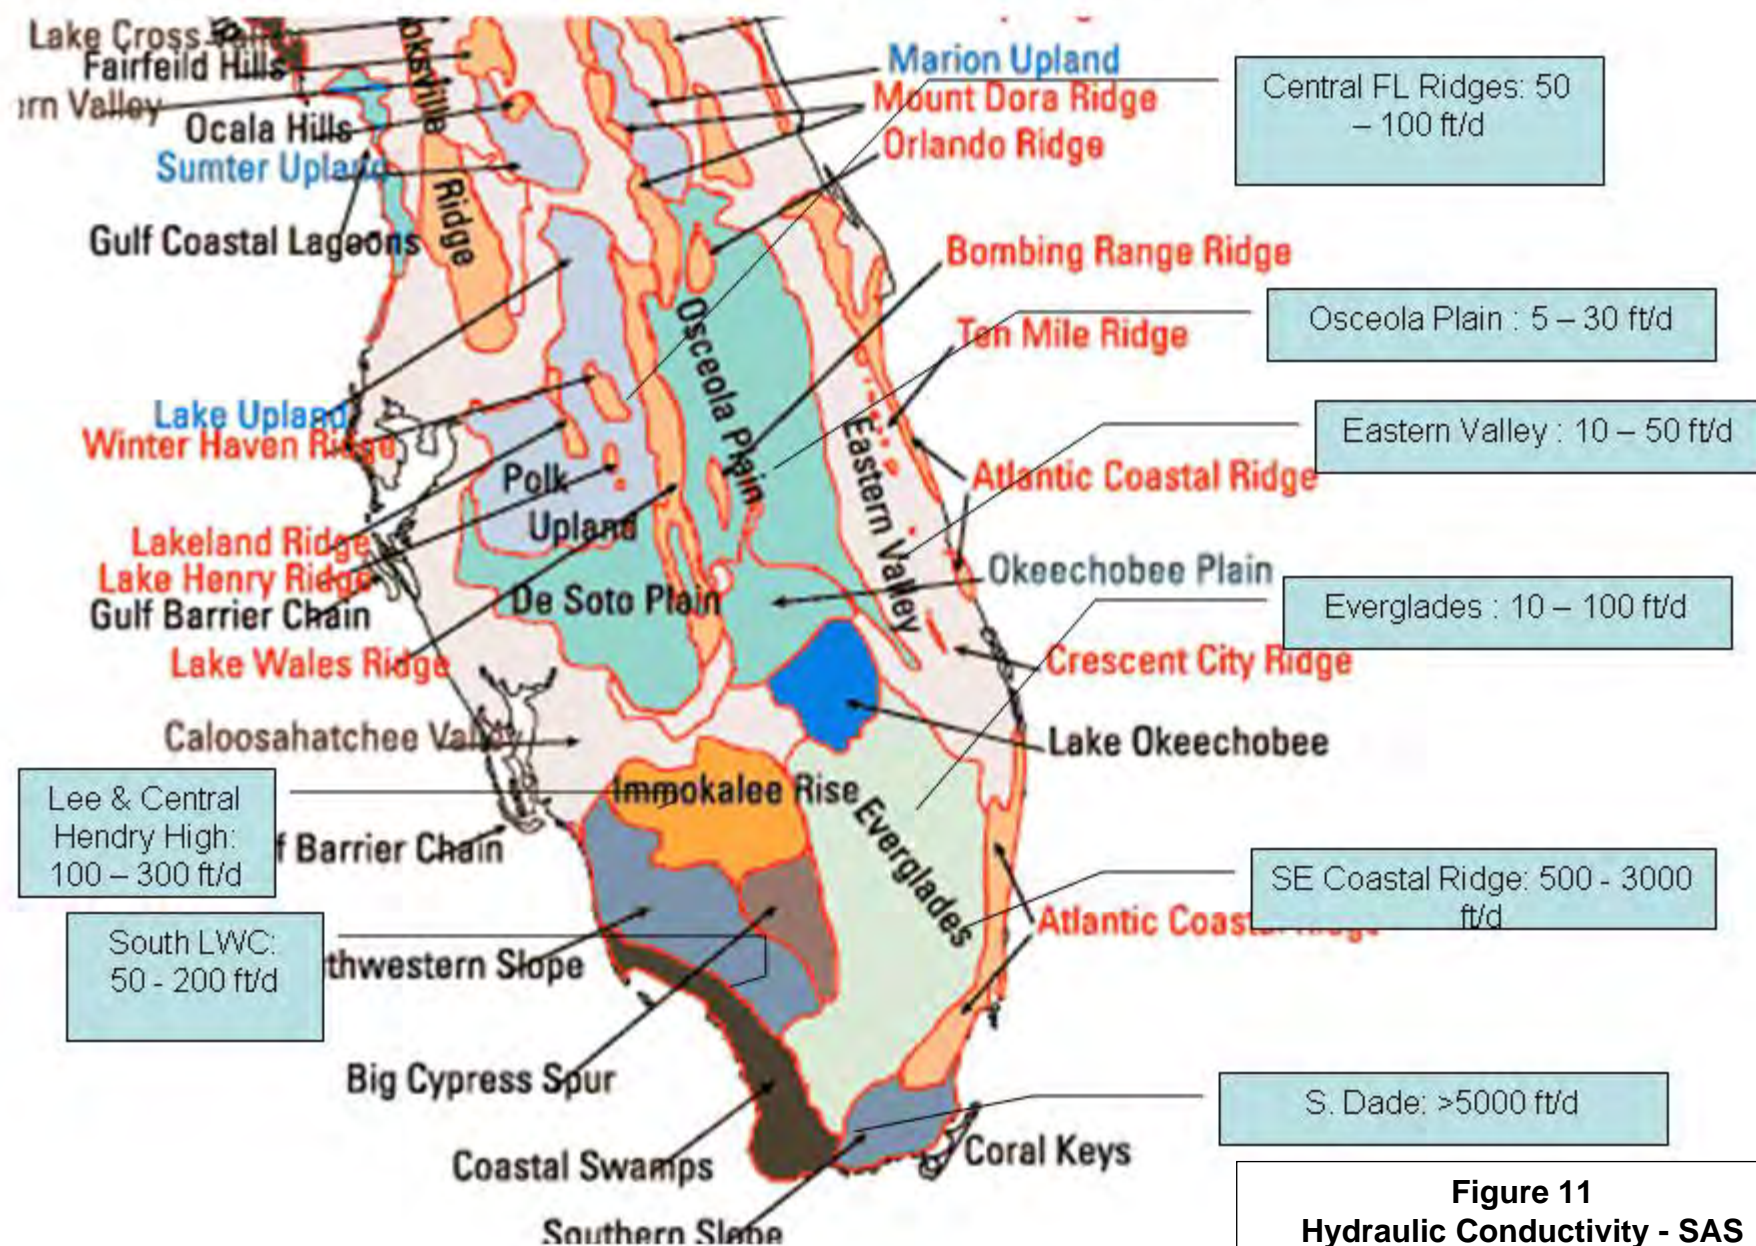 Lake Cross
Fairfeild Hills
rn Valley
Ocala Hills
Sumter Upland
Gulf Coastal Lagoons
Ridge
Marion Upland
Mount Dora Ridge
Orlando Ridge
Central FL Ridges: 50
– 100 ft/d
Bombing Range Ridge
Ten Mile Ridge
Osceola Plain : 5 – 30 ft/d
Osceola Plain
Eastern Valley
Eastern Valley : 10 – 50 ft/d
Lake Upland
Winter Haven Ridge
Polk
Upland
Atlantic Coastal Ridge
Lakeland Ridge
Lake Henry Ridge
Gulf Barrier Chain
De Soto Plain
Okeechobee Plain
Everglades : 10 – 100 ft/d
Lake Wales Ridge
Crescent City Ridge
Caloosahatchee Valley
Lake Okeechobee
Lee & Central
Hendry High:
100 – 300 ft/d
Immokalee Rise
Everglades
f Barrier Chain
SE Coastal Ridge: 500 - 3000
ft/d
Atlantic Coastal Ridge
South LWC:
50 - 200 ft/d
thwestern Slope
Big Cypress Spur
S. Dade: >5000 ft/d
Coastal Swamps
Coral Keys
Southern Slope
Figure 11
Hydraulic Conductivity - SAS